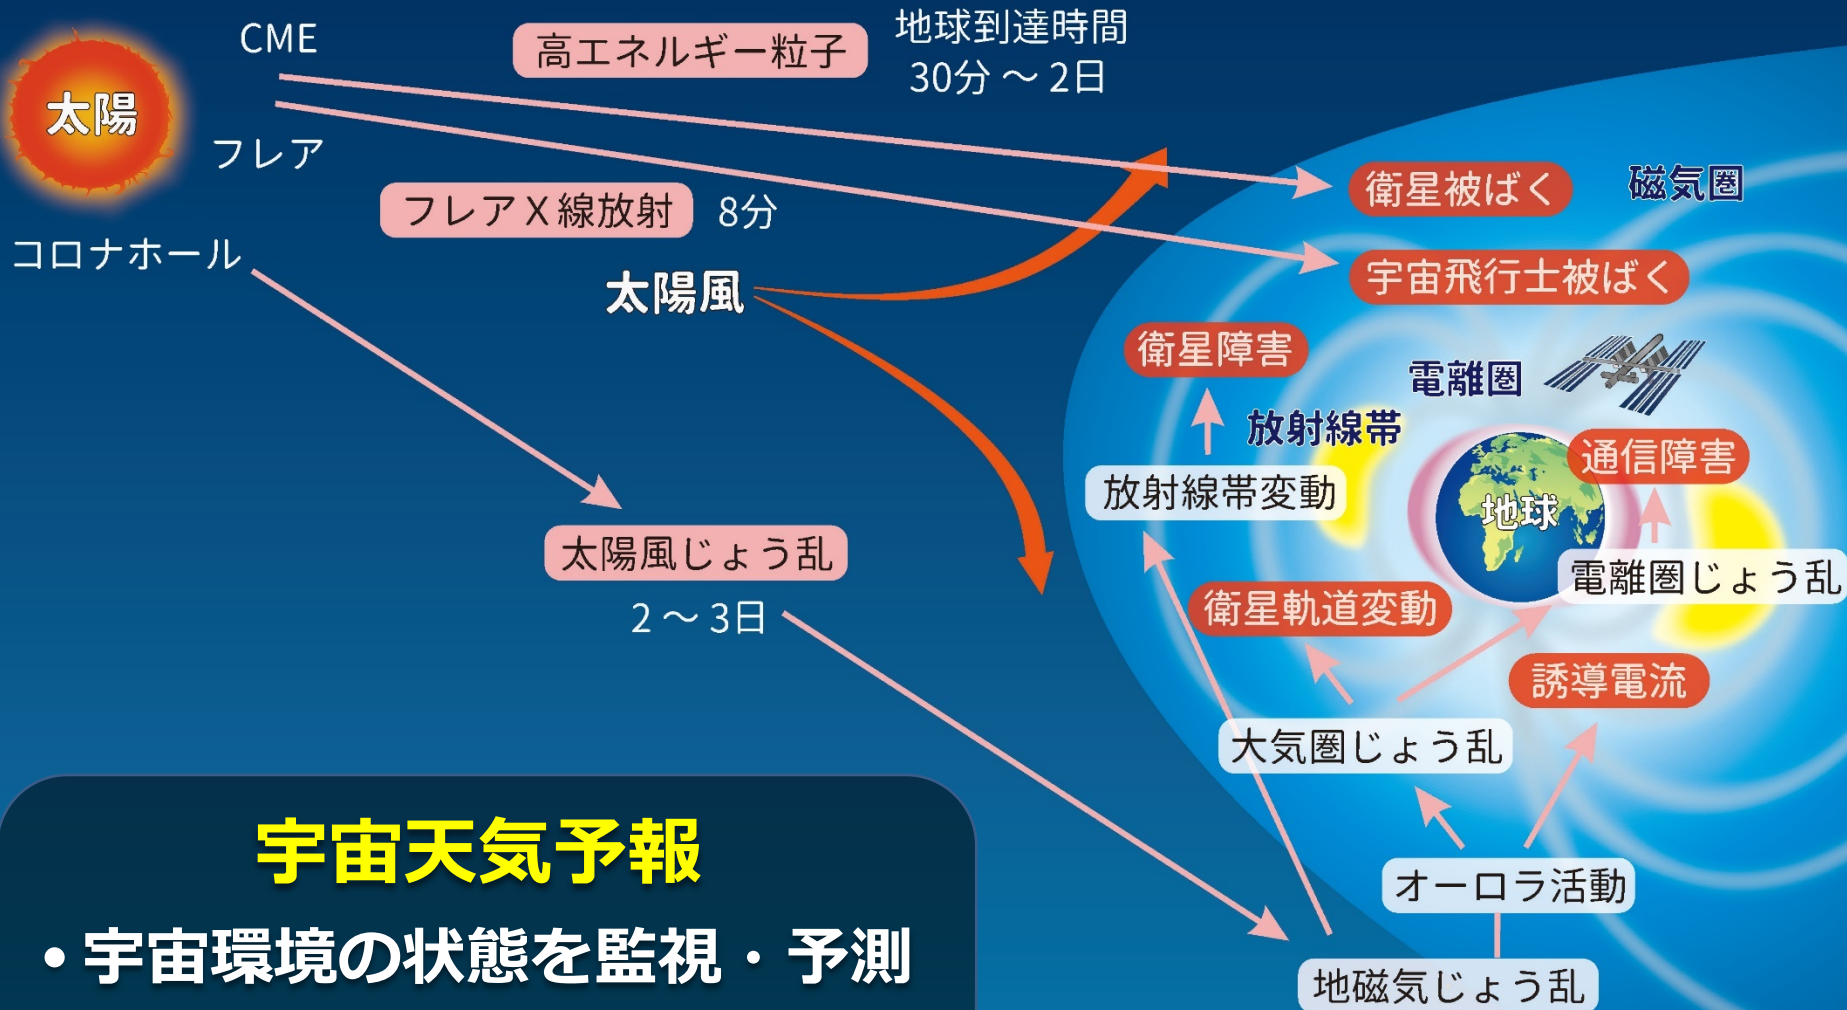 CME
高エネルギー粒子
地球到達時間
30分 ～ 2日
太陽
フレア
フレアX線放射
8分
コロナホール
太陽風
衛星被ばく
磁気圏
宇宙飛行士被ばく
衛星障害
電離圏
放射線帯
通信障害
放射線帯変動
地球
太陽風じょう乱
2 ～ 3日
電離圏じょう乱
衛星軌道変動
誘導電流
大気圏じょう乱
オーロラ活動
地磁気じょう乱
宇宙天気予報
• 宇宙環境の状態を監視・予測